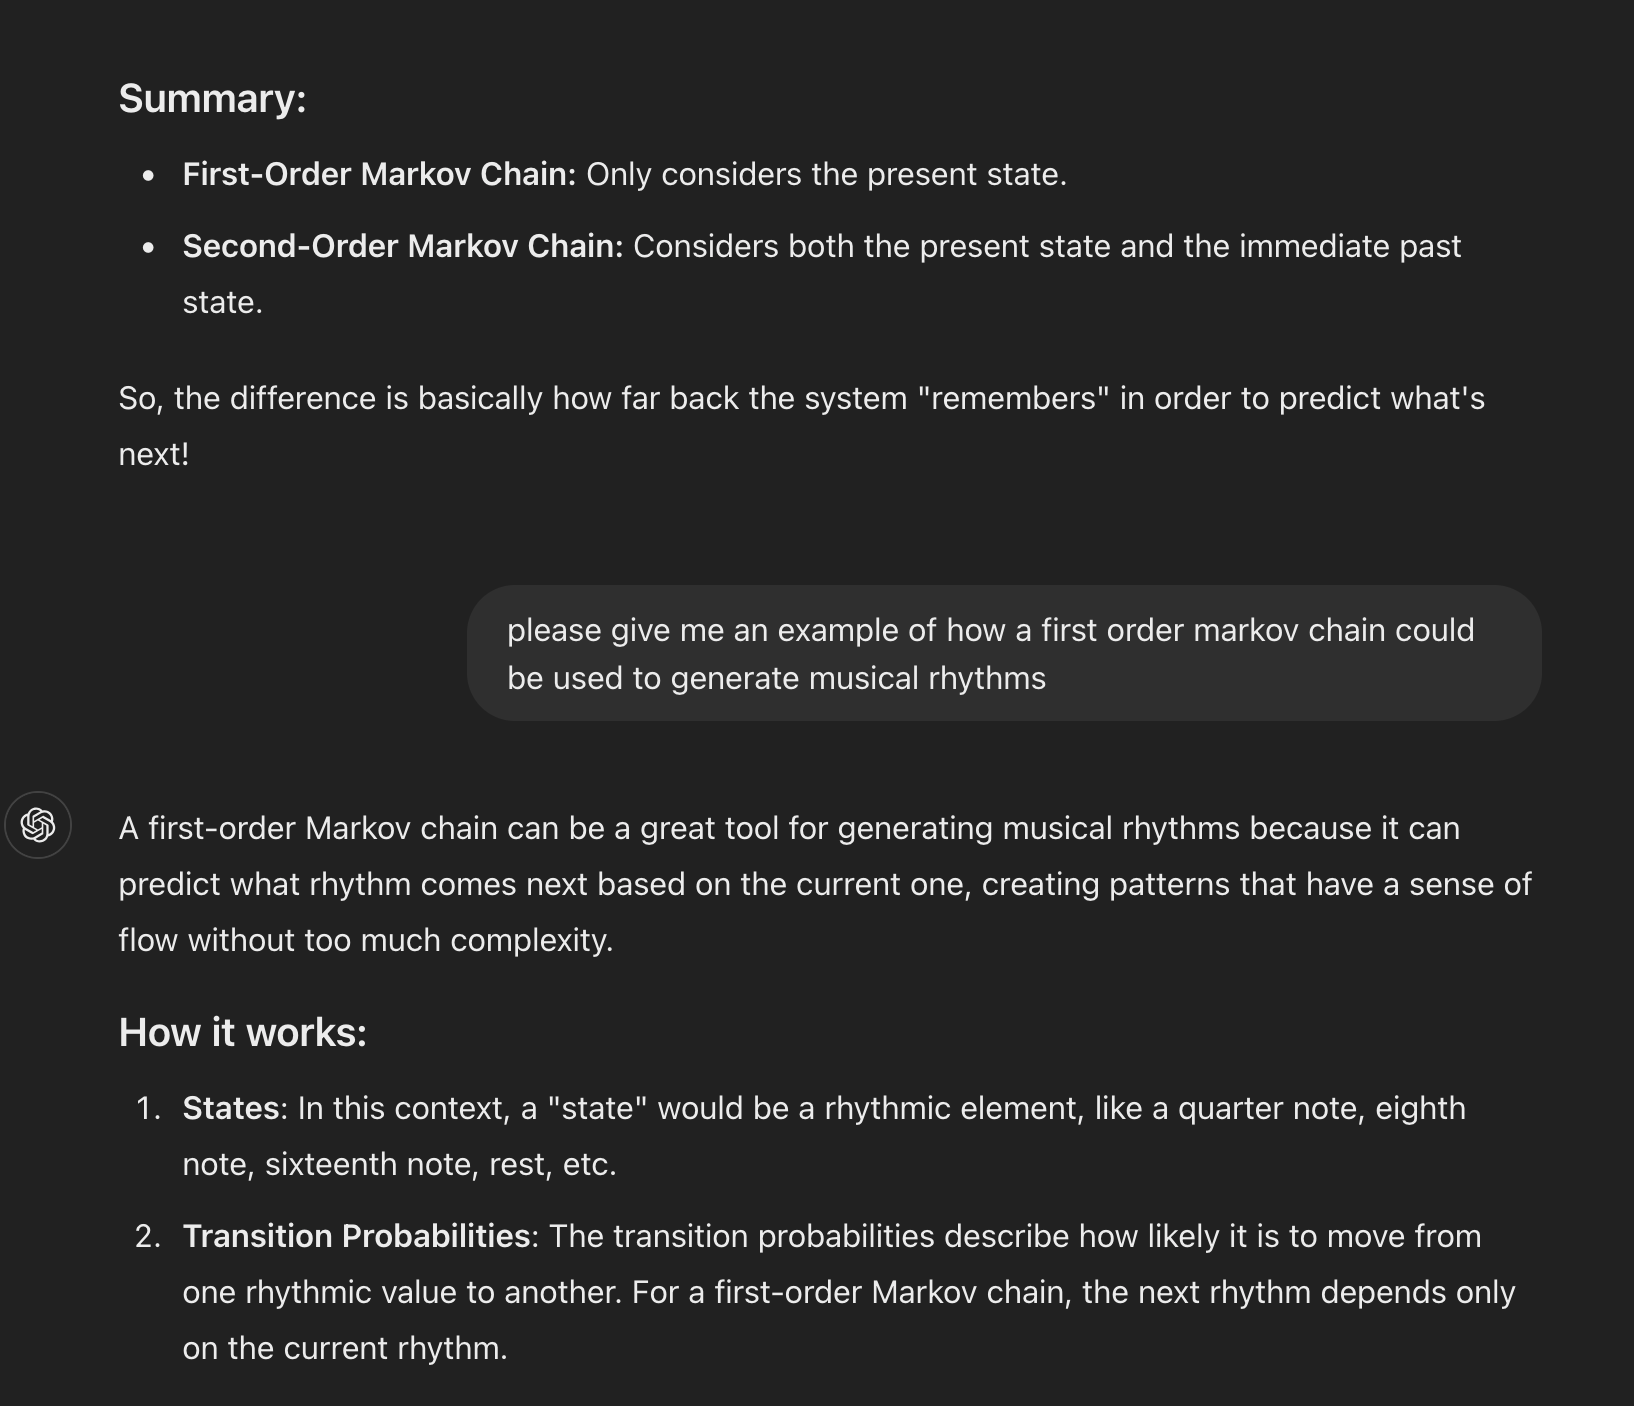 Summary:
• First-Order Markov Chain: Only considers the present state.
• Second-Order Markov Chain: Considers both the present state and the immediate past
state.
So, the difference is basically how far back the system "remembers" in order to predict what's
next!
please give me an example of how a first order markov chain could
be used to generate musical rhythms
A first-order Markov chain can be a great tool for generating musical rhythms because it can
predict what rhythm comes next based on the current one, creating patterns that have a sense of
flow without too much complexity.
How it works:
1. States: In this context, a "state" would be a rhythmic element, like a quarter note, eighth
note, sixteenth note, rest, etc.
2. Transition Probabilities: The transition probabilities describe how likely it is to move from
one rhythmic value to another. For a first-order Markov chain, the next rhythm depends only
on the current rhythm.